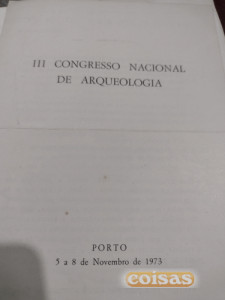 III CONGRESSO NACIONAL
DE ARQUEOLOGIA
PORTO
5 a 8 de Novembro de 1973
coisas